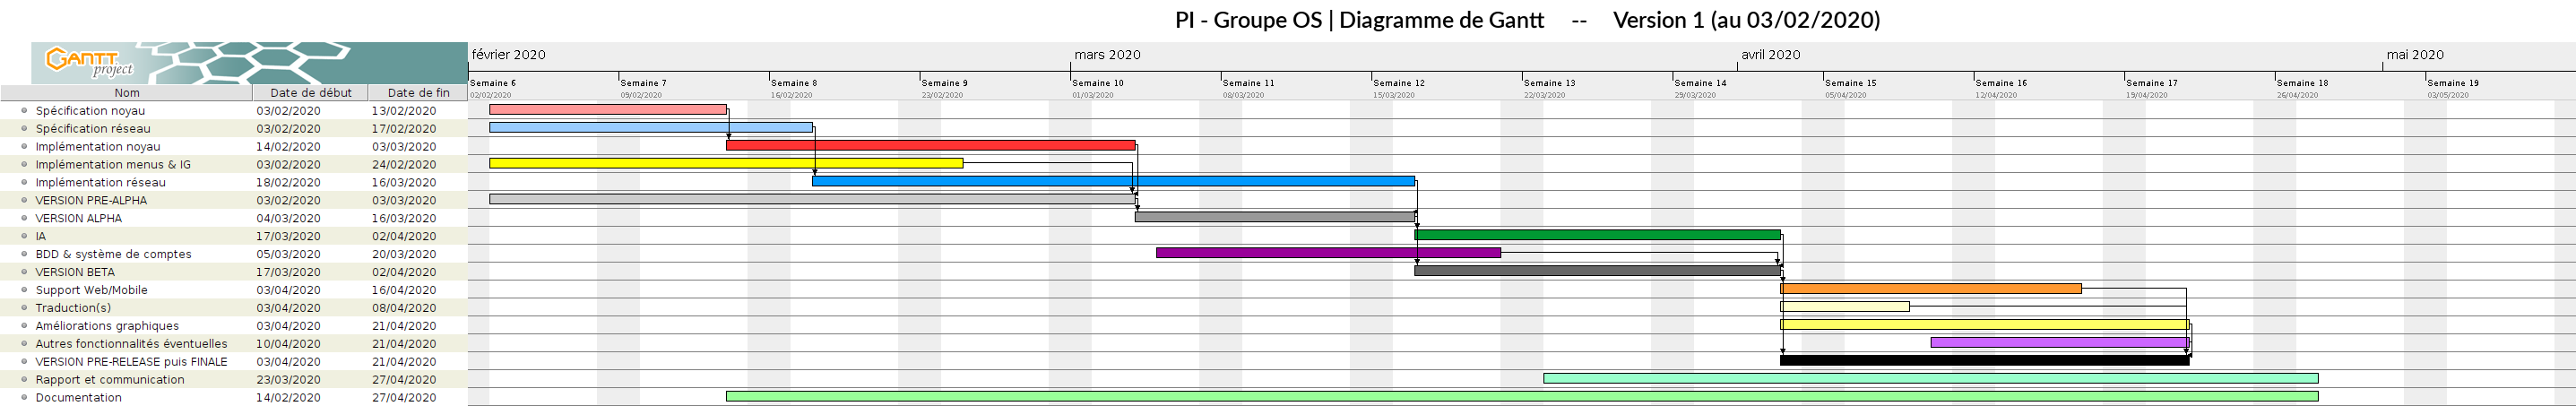 PI - Groupe OS | Diagramme de Gantt -- Version 1 (au 03/02/2020)
GANTT project
février 2020 mars 2020 avril 2020 mai 2020
Semaine 6 Semaine 7 Semaine 8 Semaine 9 Semaine 10 Semaine 11 Semaine 12 Semaine 13 Semaine 14 Semaine 15 Semaine 16 Semaine 17 Semaine 18 Semaine 19
Nom Date de début Date de fin 02/02/2020 09/02/2020 16/02/2020 23/02/2020 01/03/2020 08/03/2020 15/03/2020 22/03/2020 29/03/2020 05/04/2020 12/04/2020 19/04/2020 26/04/2020 03/05/2020
Spécification noyau 03/02/2020 13/02/2020
Spécification réseau 03/02/2020 17/02/2020
Implémentation noyau 14/02/2020 03/03/2020
Implémentation menus & IG 03/02/2020 24/02/2020
Implémentation réseau 18/02/2020 16/03/2020
VERSION PRE-ALPHA 03/02/2020 03/03/2020
VERSION ALPHA 04/03/2020 16/03/2020
IA 17/03/2020 02/04/2020
BDD & système de comptes 05/03/2020 20/03/2020
VERSION BETA 17/03/2020 02/04/2020
Support Web/Mobile 03/04/2020 16/04/2020
Traduction(s) 03/04/2020 08/04/2020
Améliorations graphiques 03/04/2020 21/04/2020
Autres fonctionnalités éventuelles 10/04/2020 21/04/2020
VERSION PRE-RELEASE puis FINALE 03/04/2020 21/04/2020
Rapport et communication 23/03/2020 27/04/2020
Documentation 14/02/2020 27/04/2020